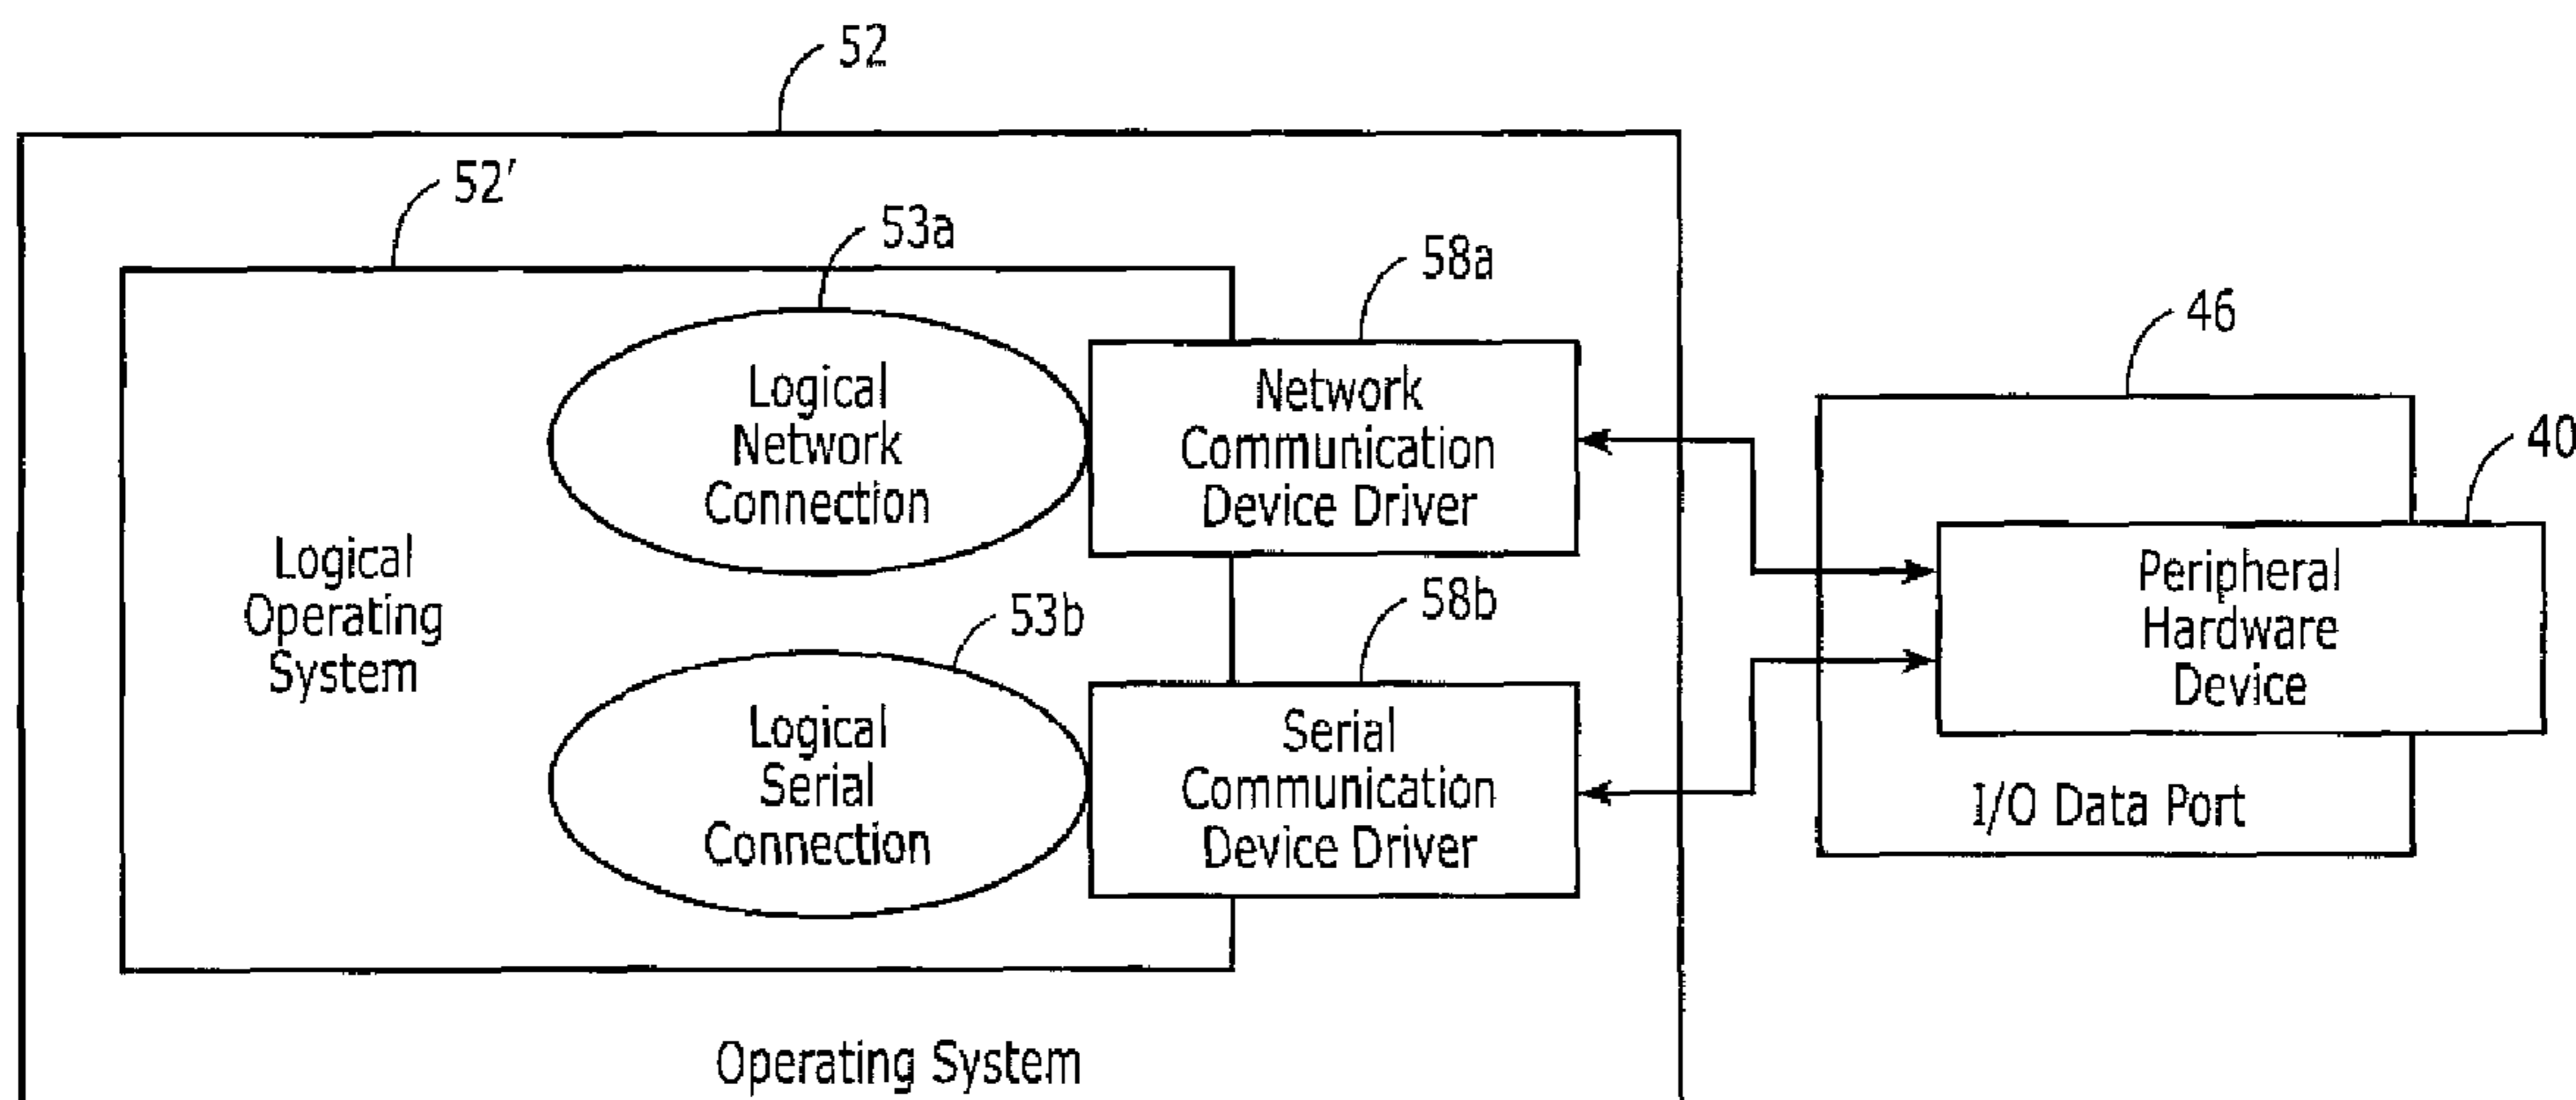 52
52'
53a
58a
46
40
Logical
Network
Connection
Network
Communication
Device Driver
Logical
Operating
System
Peripheral
Hardware
Device
53b
58b
Logical
Serial
Connection
Serial
Communication
Device Driver
I/O Data Port
Operating System